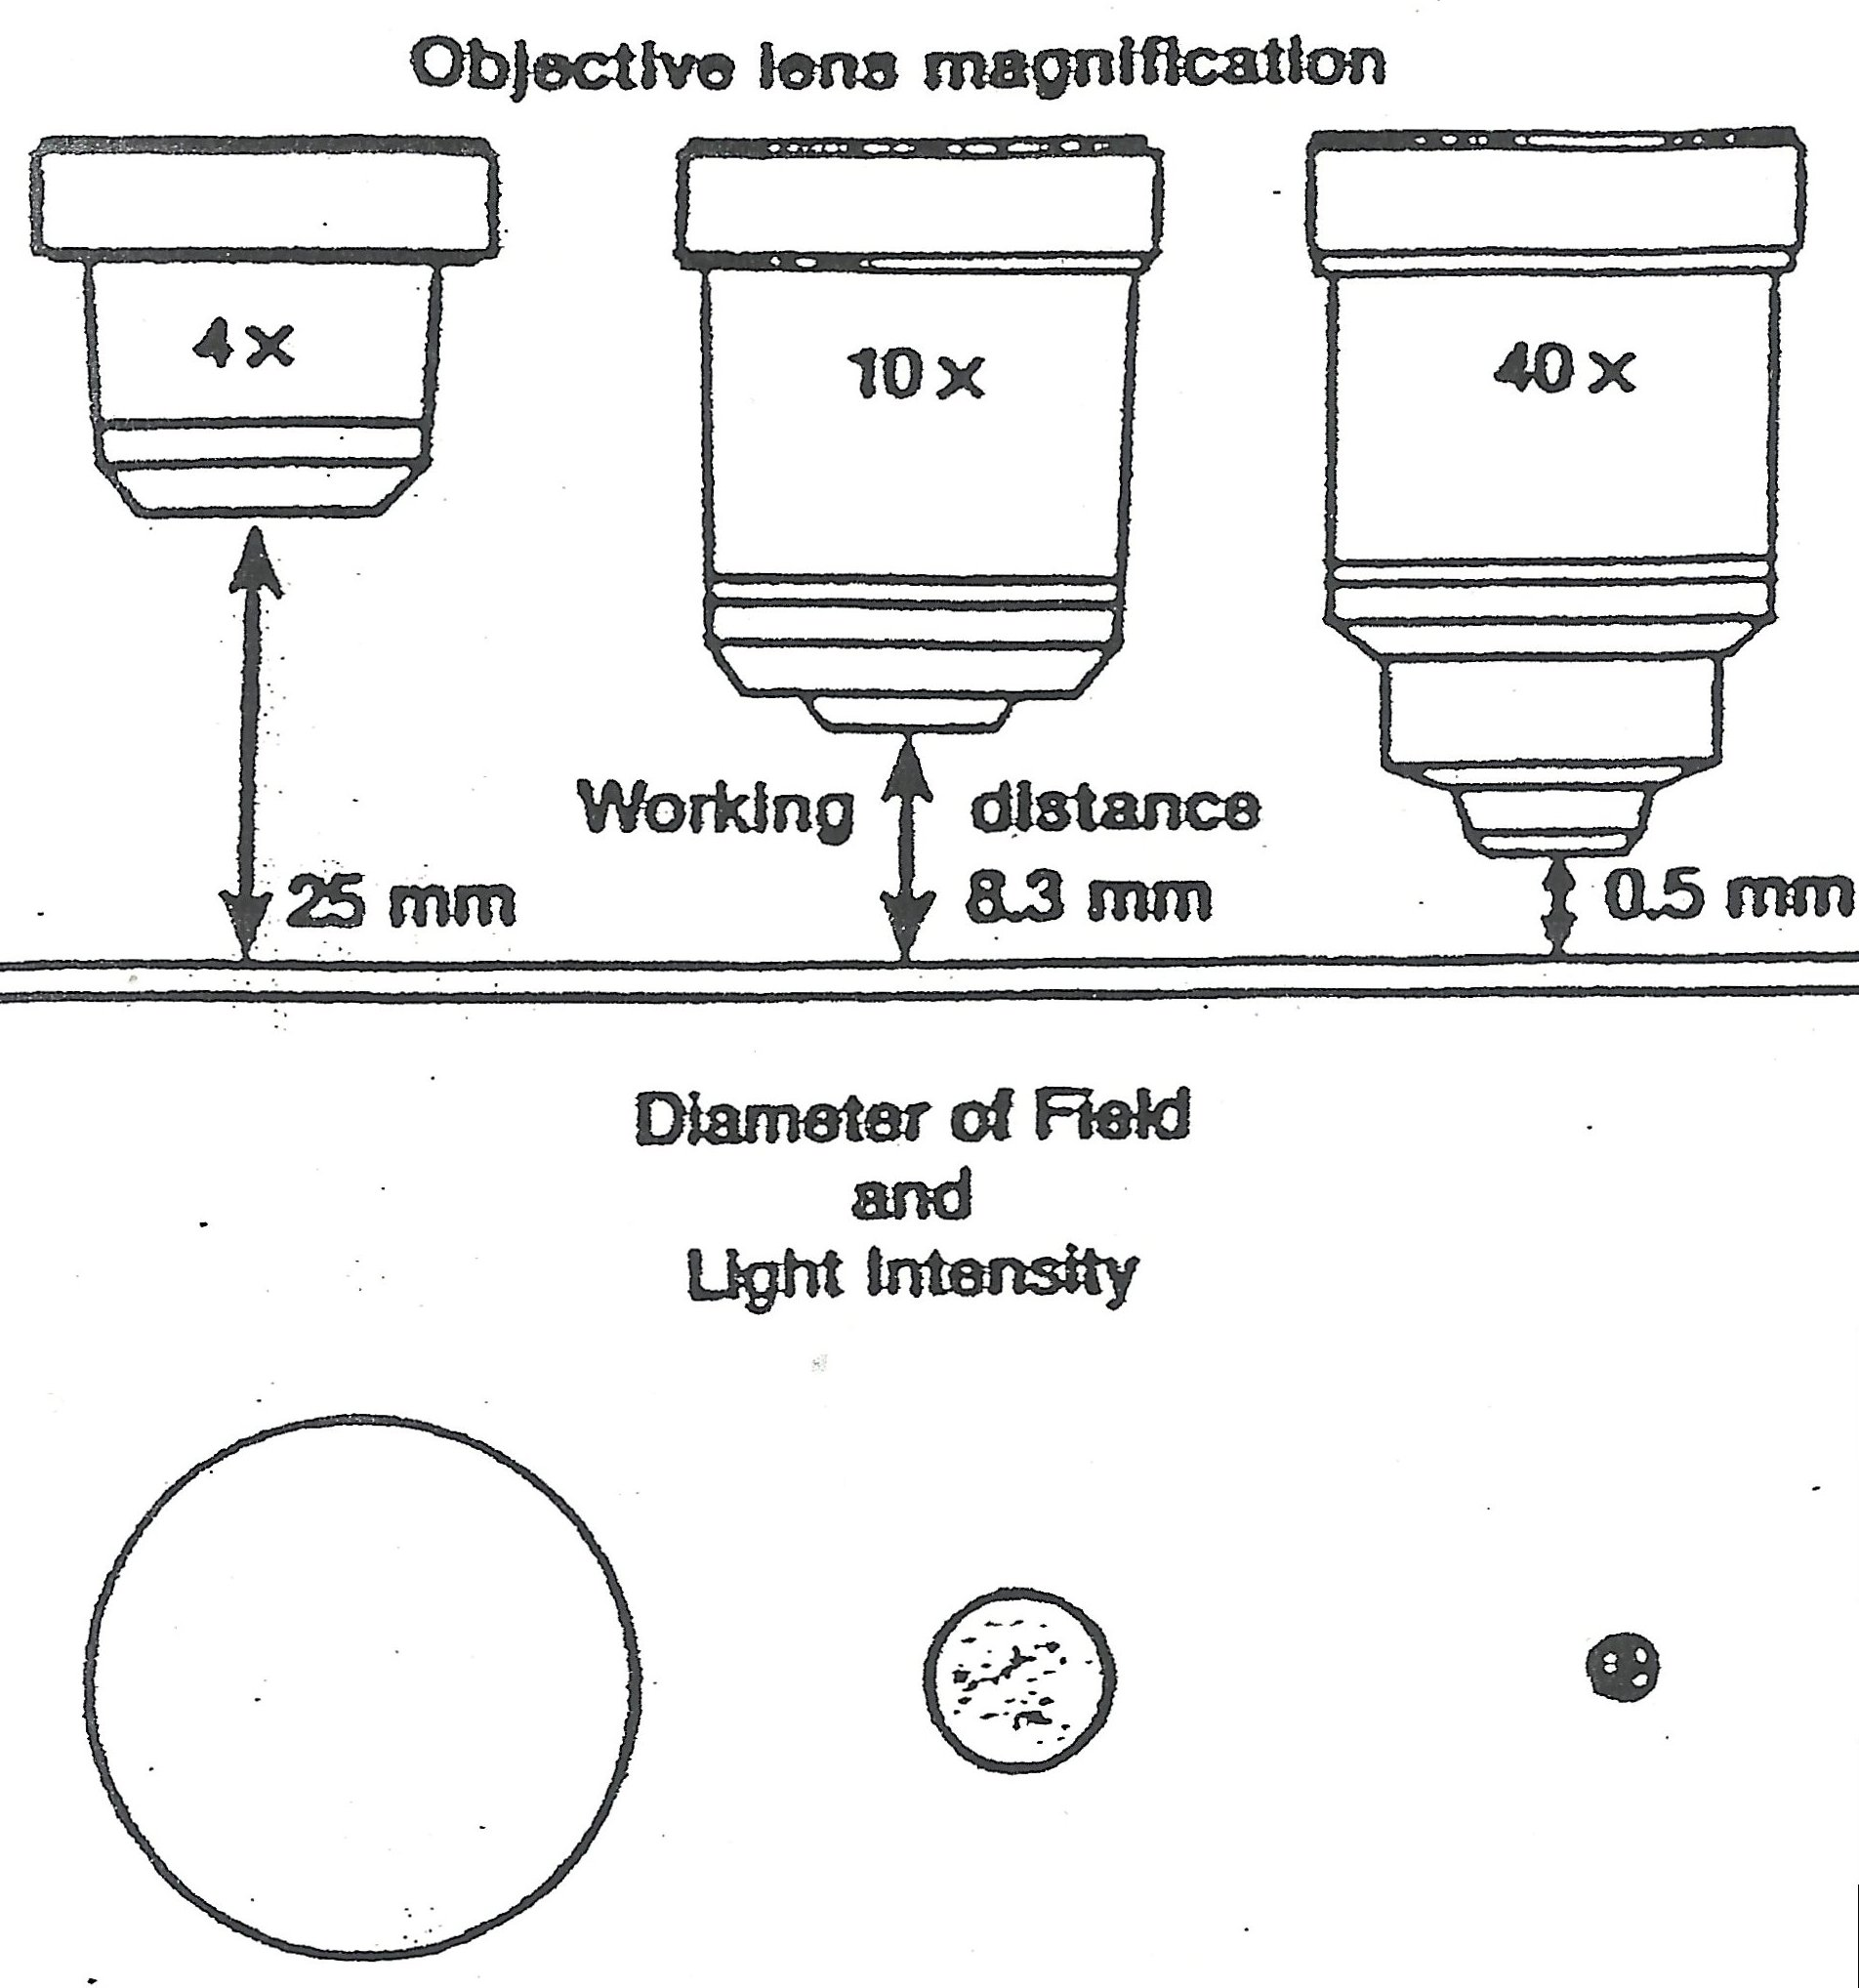 Objective lens magnification
4x
10x
40x
Working distance
25 mm
8.3 mm
0.5 mm
Diameter of Field
and
Light Intensity